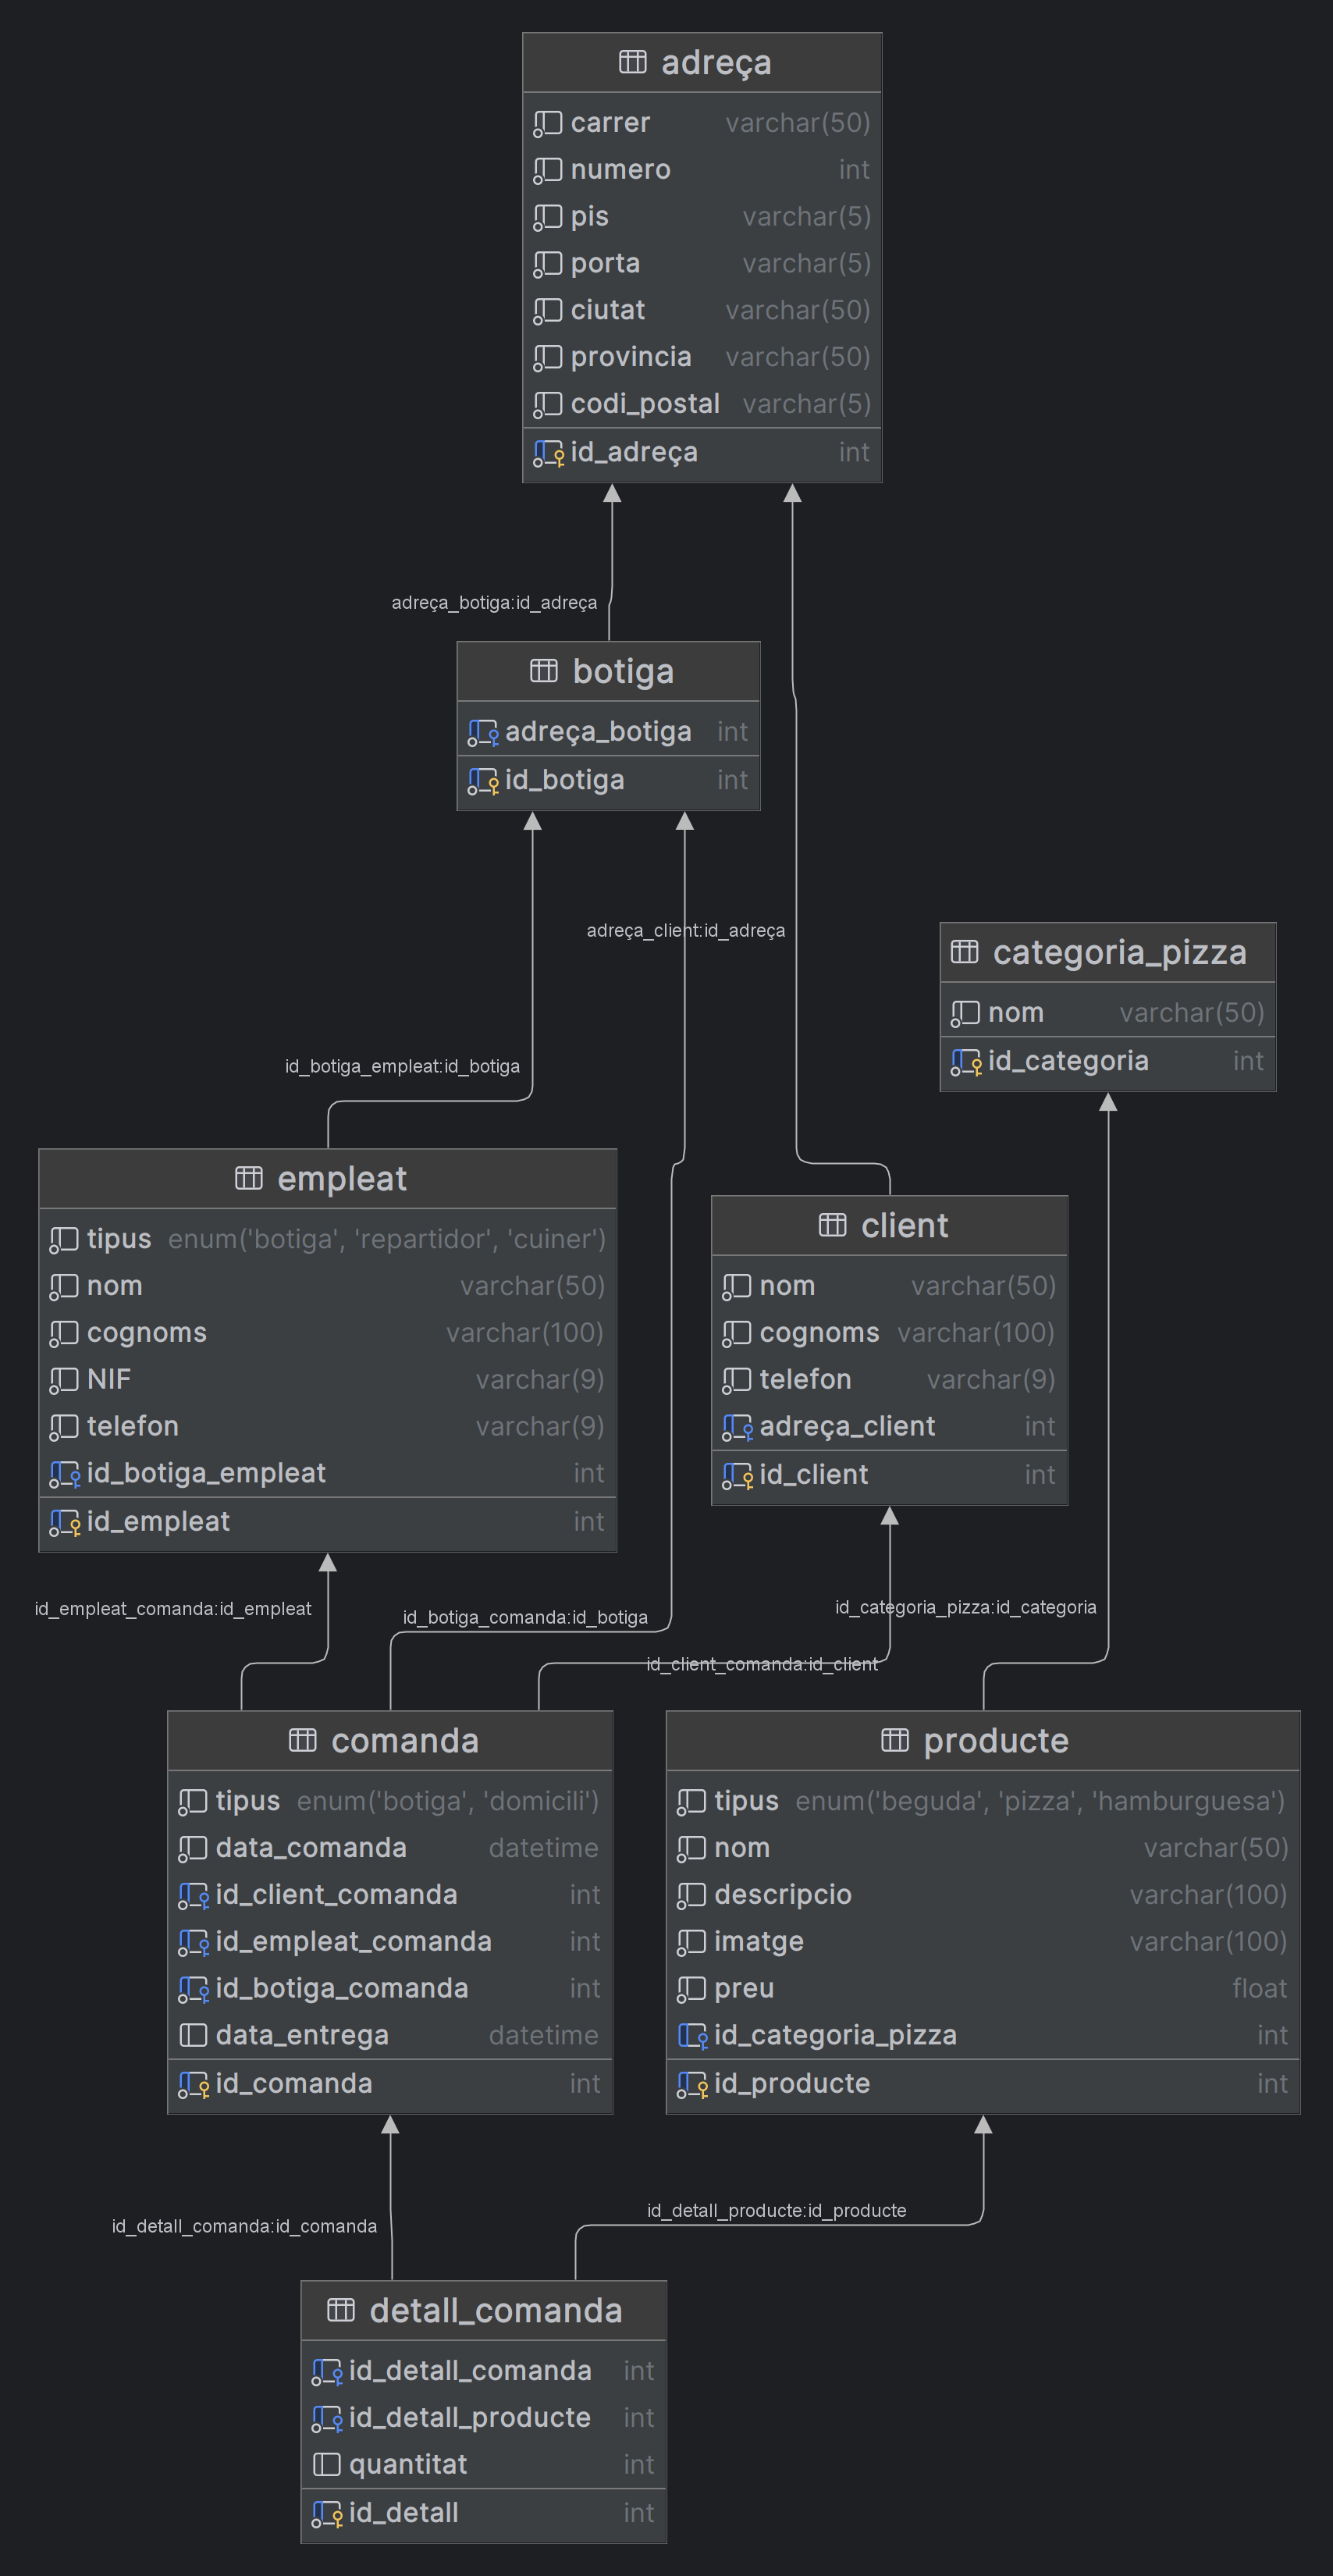 adreça
carrer varchar(50)
numero int
pis varchar(5)
porta varchar(5)
ciutat varchar(50)
provincia varchar(50)
codi_postal varchar(5)
id_adreça int
adreça_botiga:id_adreça
botiga
adreça_botiga int
id_botiga int
adreça_client:id_adreça
categoria_pizza
nom varchar(50)
id_categoria int
id_botiga_empleat:id_botiga
empleat
tipus enum('botiga', 'repartidor', 'cuiner')
nom varchar(50)
cognoms varchar(100)
NIF varchar(9)
telefon varchar(9)
id_botiga_empleat int
id_empleat int
client
nom varchar(50)
cognoms varchar(100)
telefon varchar(9)
adreça_client int
id_client int
id_empleat_comanda:id_empleat
id_botiga_comanda:id_botiga
id_categoria_pizza:id_categoria
id_client_comanda:id_client
comanda
tipus enum('botiga', 'domicili')
data_comanda datetime
id_client_comanda int
id_empleat_comanda int
id_botiga_comanda int
data_entrega datetime
id_comanda int
producte
tipus enum('beguda', 'pizza', 'hamburguesa')
nom varchar(50)
descripcio varchar(100)
imatge varchar(100)
preu float
id_categoria_pizza int
id_producte int
id_detall_comanda:id_comanda
id_detall_producte:id_producte
detall_comanda
id_detall_comanda int
id_detall_producte int
quantitat int
id_detall int